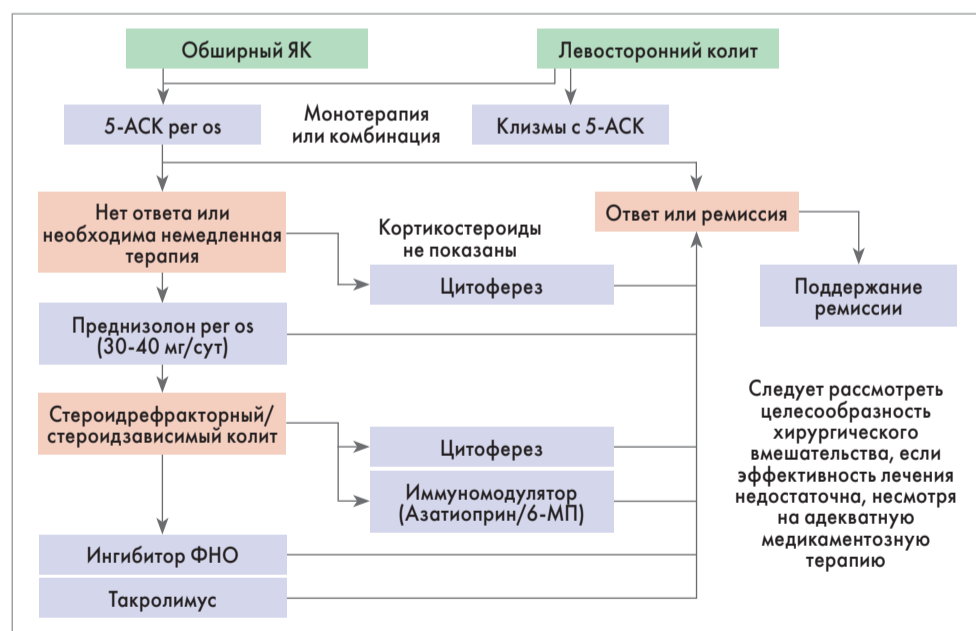 Обширный ЯК
Левосторонний колит
5-АСК per os
Монотерапия
или комбинация
Клизмы с 5-АСК
Нет ответа или
необходима немедленная
терапия
Кортикостероиды
не показаны
Ответ или ремиссия
Цитоферез
Поддержание
ремиссии
Преднизолон per os
(30-40 мг/сут)
Стероидрефракторный/
стероидзависимый колит
Цитоферез
Иммуномодулятор
(Азатиоприн/6-МП)
Следует рассмотреть
целесообразность
хирургического
вмешательства, если
эффективность лечения
недостаточна, несмотря
на адекватную
медикаментозную
терапию
Ингибитор ФНО
Такролимус